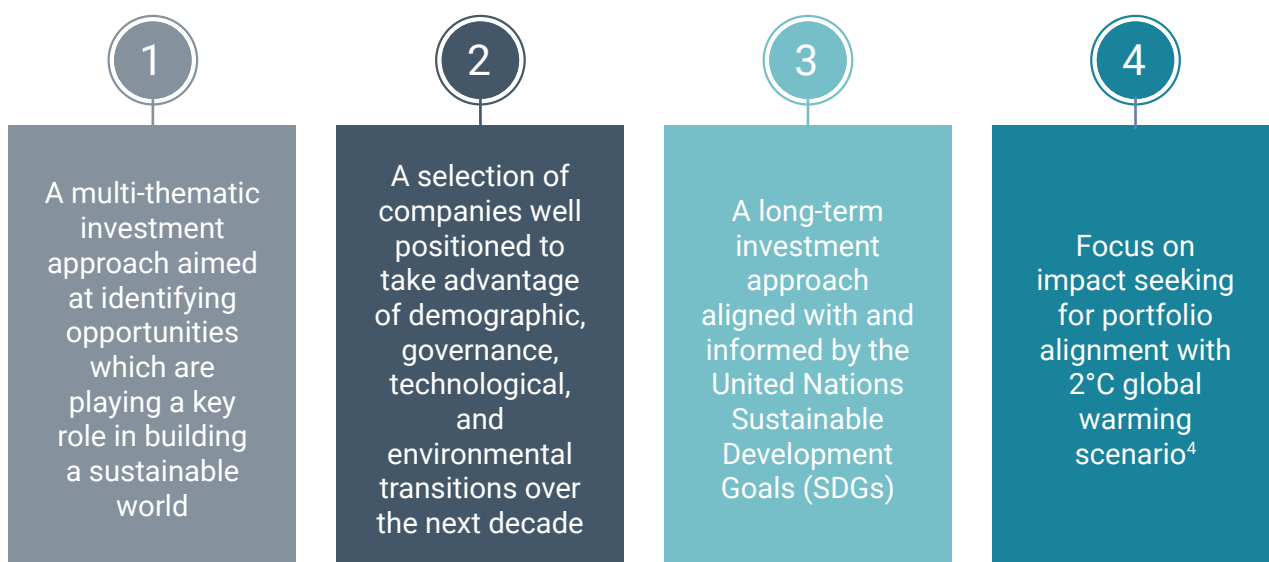 1
A multi-thematic
investment
approach aimed
at identifying
opportunities
which are
playing a key
role in building
a sustainable
world
2
A selection of
companies well
positioned to
take advantage
of demographic,
governance,
technological,
and
environmental
transitions over
the next decade
3
A long-term
investment
approach
aligned with and
informed by the
United Nations
Sustainable
Development
Goals (SDGs)
4
Focus on
impact seeking
for portfolio
alignment with
2°C global
warming
scenario⁴